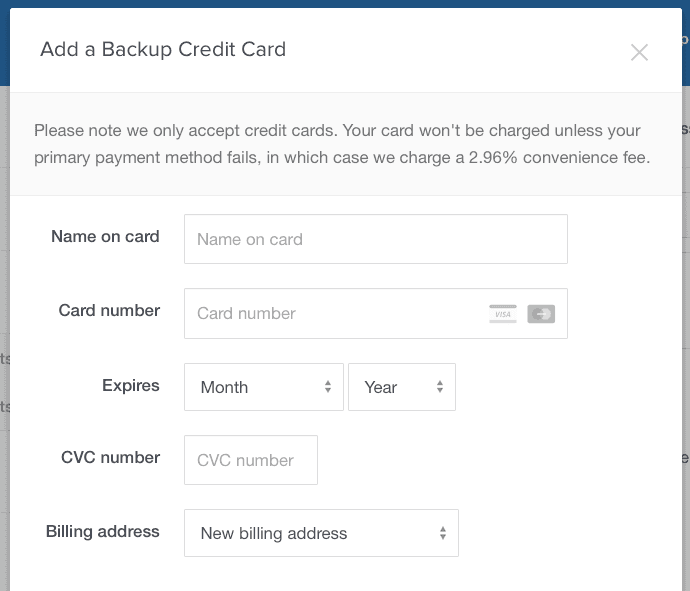 Add a Backup Credit Card
Please note we only accept credit cards. Your card won't be charged unless your
primary payment method fails, in which case we charge a 2.96% convenience fee.
Name on card
Name on card
Card number
Card number
VISA
Expires
Month
Year
CVC number
CVC number
Billing address
New billing address